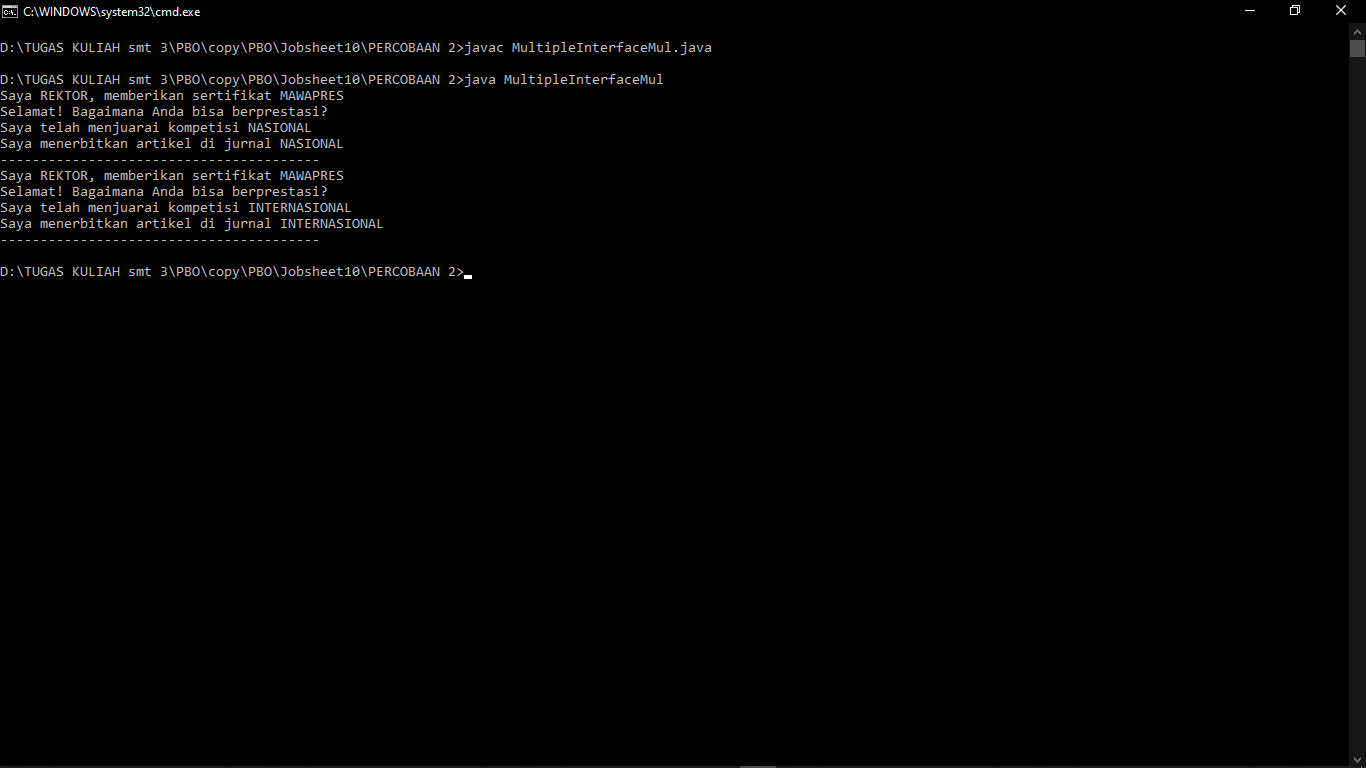 C:\WINDOWS\system32\cmd.exe
D:\TUGAS KULIAH smt 3\PBO\copy\PBO\Jobsheet10\PERCOBAAN 2>javac MultipleInterfaceMul.java
D:\TUGAS KULIAH smt 3\PBO\copy\PBO\Jobsheet10\PERCOBAAN 2>java MultipleInterfaceMul
Saya REKTOR, memberikan sertifikat MAWAPRES
Selamat! Bagaimana Anda bisa berprestasi?
Saya telah menjuarai kompetisi NASIONAL
Saya menerbitkan artikel di jurnal NASIONAL
----------------------------------------
Saya REKTOR, memberikan sertifikat MAWAPRES
Selamat! Bagaimana Anda bisa berprestasi?
Saya telah menjuarai kompetisi INTERNASIONAL
Saya menerbitkan artikel di jurnal INTERNASIONAL
----------------------------------------
D:\TUGAS KULIAH smt 3\PBO\copy\PBO\Jobsheet10\PERCOBAAN 2>